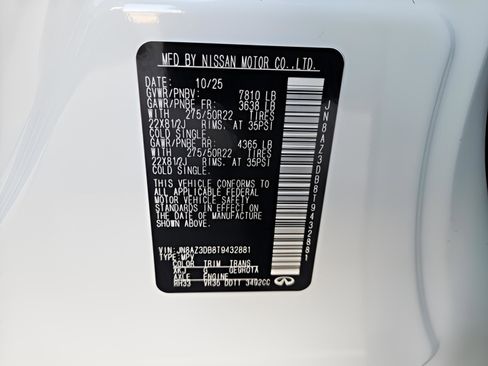 MFD BY NISSAN MOTOR CO.,LTD.
DATE: 10/25
GVWR/PNBV: 7810 LB
GAWR/PNBE FR: 3638 LB
WITH 275/50R22 TIRES
22X81/2J RIMS, AT 35PSI
COLD SINGLE.
GAWR/PNBE RR: 4365 LB
WITH 275/50R22 TIRES
22X81/2J RIMS, AT 35PSI
COLD SINGLE.
THIS VEHICLE CONFORMS TO
ALL APPLICABLE FEDERAL
MOTOR VEHICLE SAFETY
STANDARDS IN EFFECT ON
THE DATE OF MANUFACTURE
SHOWN ABOVE.
VIN: JN8AZ3DB8T9432881
TYPE: MPV
COLOR TRIM TRANS
XKJ G
AXLE ENGINE
RH33 VR35 DDTT 3492CC
INFINITI
JN8AZ3DB8T9432881